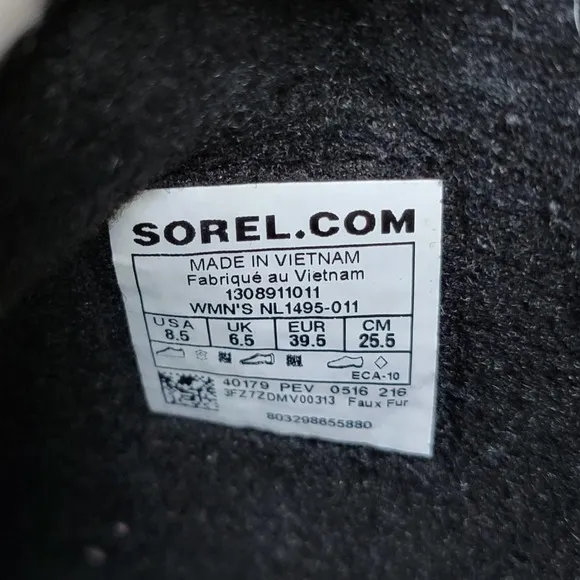 SOREL.COM
MADE IN VIETNAM
Fabriqué au Vietnam
1308911011
WMN'S NL1495-011
USA UK EUR CM
8.5 6.5 39.5 25.5
ECA-10
40179 PEV 0516 216
3FZ7ZDMV00313 Faux Fur
803298655880